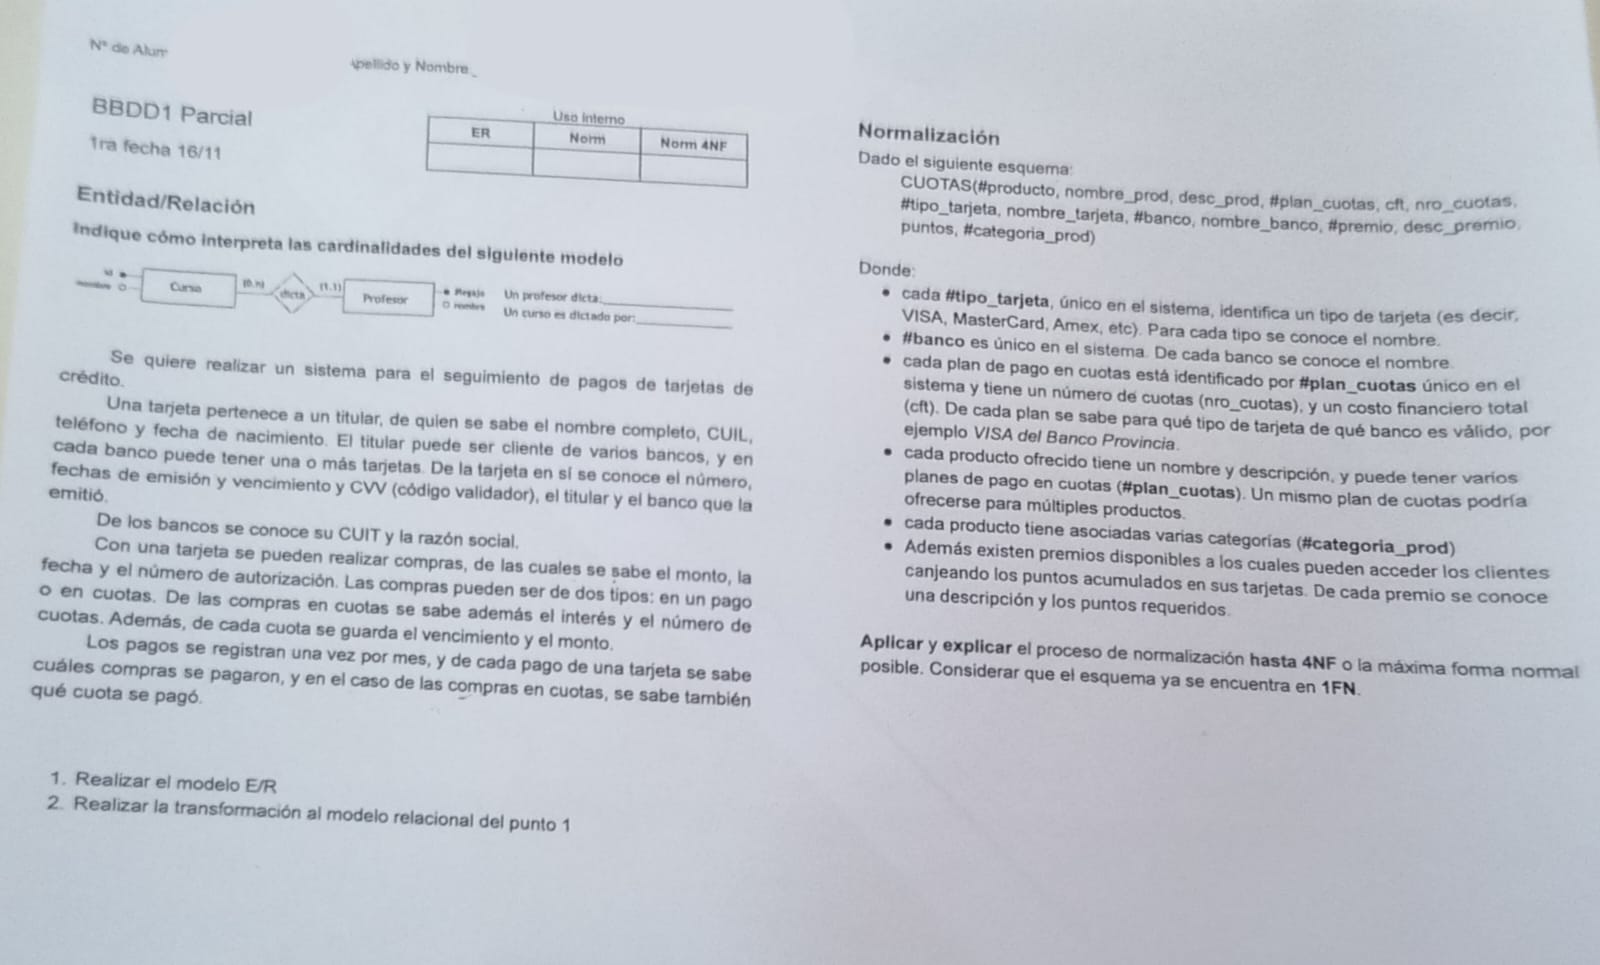 N° de Alum
Apellido y Nombre _
BBDD1 Parcial
1ra fecha 16/11
Uso interno
ER Norm Norm 4NF
Entidad/Relación
Indique cómo interpreta las cardinalidades del siguiente modelo
id
nombre
Curso
(0,n)
dicta
(1,1)
Profesor
#legajo
nombre
Un profesor dicta:
Un curso es dictado por:
Se quiere realizar un sistema para el seguimiento de pagos de tarjetas de
crédito.
Una tarjeta pertenece a un titular, de quien se sabe el nombre completo, CUIL,
teléfono y fecha de nacimiento. El titular puede ser cliente de varios bancos, y en
cada banco puede tener una o más tarjetas. De la tarjeta en sí se conoce el número,
fechas de emisión y vencimiento y CVV (código validador), el titular y el banco que la
emitió.
De los bancos se conoce su CUIT y la razón social.
Con una tarjeta se pueden realizar compras, de las cuales se sabe el monto, la
fecha y el número de autorización. Las compras pueden ser de dos tipos: en un pago
o en cuotas. De las compras en cuotas se sabe además el interés y el número de
cuotas. Además, de cada cuota se guarda el vencimiento y el monto.
Los pagos se registran una vez por mes, y de cada pago de una tarjeta se sabe
cuáles compras se pagaron, y en el caso de las compras en cuotas, se sabe también
qué cuota se pagó.
1. Realizar el modelo E/R
2. Realizar la transformación al modelo relacional del punto 1
Normalización
Dado el siguiente esquema:
CUOTAS(#producto, nombre_prod, desc_prod, #plan_cuotas, cft, nro_cuotas,
#tipo_tarjeta, nombre_tarjeta, #banco, nombre_banco, #premio, desc_premio,
puntos, #categoria_prod)
Donde:
● cada #tipo_tarjeta, único en el sistema, identifica un tipo de tarjeta (es decir,
VISA, MasterCard, Amex, etc). Para cada tipo se conoce el nombre.
● #banco es único en el sistema. De cada banco se conoce el nombre.
● cada plan de pago en cuotas está identificado por #plan_cuotas único en el
sistema y tiene un número de cuotas (nro_cuotas), y un costo financiero total
(cft). De cada plan se sabe para qué tipo de tarjeta de qué banco es válido, por
ejemplo VISA del Banco Provincia.
● cada producto ofrecido tiene un nombre y descripción, y puede tener varios
planes de pago en cuotas (#plan_cuotas). Un mismo plan de cuotas podría
ofrecerse para múltiples productos.
● cada producto tiene asociadas varias categorías (#categoria_prod)
● Además existen premios disponibles a los cuales pueden acceder los clientes
canjeando los puntos acumulados en sus tarjetas. De cada premio se conoce
una descripción y los puntos requeridos.
Aplicar y explicar el proceso de normalización hasta 4NF o la máxima forma normal
posible. Considerar que el esquema ya se encuentra en 1FN.